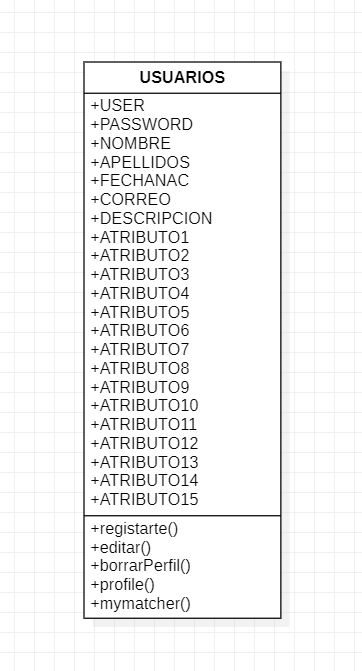 USUARIOS
+USER
+PASSWORD
+NOMBRE
+APELLIDOS
+FECHANAC
+CORREO
+DESCRIPCION
+ATRIBUTO1
+ATRIBUTO2
+ATRIBUTO3
+ATRIBUTO4
+ATRIBUTO5
+ATRIBUTO6
+ATRIBUTO7
+ATRIBUTO8
+ATRIBUTO9
+ATRIBUTO10
+ATRIBUTO11
+ATRIBUTO12
+ATRIBUTO13
+ATRIBUTO14
+ATRIBUTO15
+registarte()
+editar()
+borrarPerfil()
+profile()
+mymatcher()